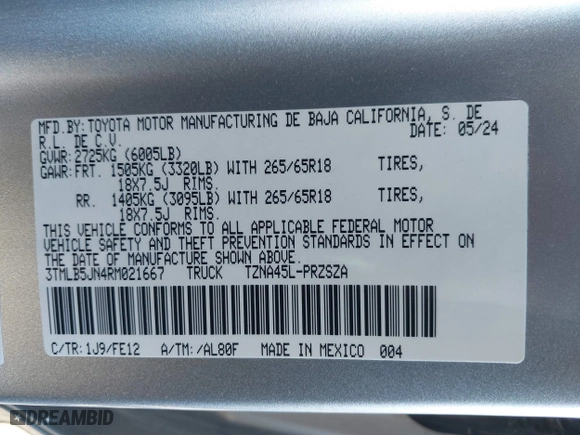 MFD.BY:TOYOTA MOTOR MANUFACTURING DE BAJA CALIFORNIA, S. DE
R.L. DE C.V. DATE: 05/24
GVWR: 2725KG (6005LB)
GAWR:FRT. 1505KG (3320LB) WITH 265/65R18 TIRES,
18X7.5J RIMS.
RR. 1405KG (3095LB) WITH 265/65R18 TIRES,
18X7.5J RIMS.
THIS VEHICLE CONFORMS TO ALL APPLICABLE FEDERAL MOTOR
VEHICLE SAFETY AND THEFT PREVENTION STANDARDS IN EFFECT ON
THE DATE OF MANUFACTURE SHOWN ABOVE.
3TMLB5JN4RM021667 TRUCK TZNA45L-PRZSZA
C/TR:1J9/FE12 A/TM:/AL80F MADE IN MEXICO 004
DREAMBID